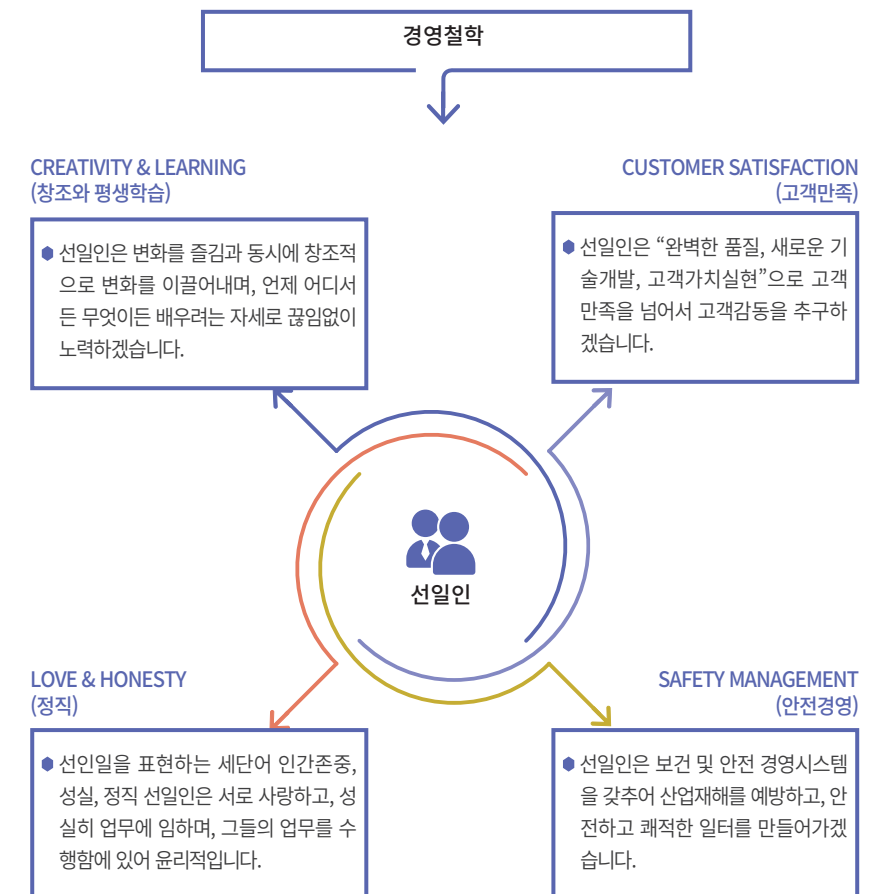 경영철학
CREATIVITY & LEARNING
(창조와 평생학습)
선일인은 변화를 즐김과 동시에 창조적
으로 변화를 이끌어내며, 언제 어디서
든 무엇이든 배우려는 자세로 끊임없이
노력하겠습니다.
CUSTOMER SATISFACTION
(고객만족)
선일인은 “완벽한 품질, 새로운 기
술개발, 고객가치실현”으로 고객
만족을 넘어서 고객감동을 추구하
겠습니다.
선일인
LOVE & HONESTY
(정직)
선인일을 표현하는 세단어 인간존중,
성실, 정직 선일인은 서로 사랑하고, 성
실히 업무에 임하며, 그들의 업무를 수
행함에 있어 윤리적입니다.
SAFETY MANAGEMENT
(안전경영)
선일인은 보건 및 안전 경영시스템
을 갖추어 산업재해를 예방하고, 안
전하고 쾌적한 일터를 만들어가겠
습니다.